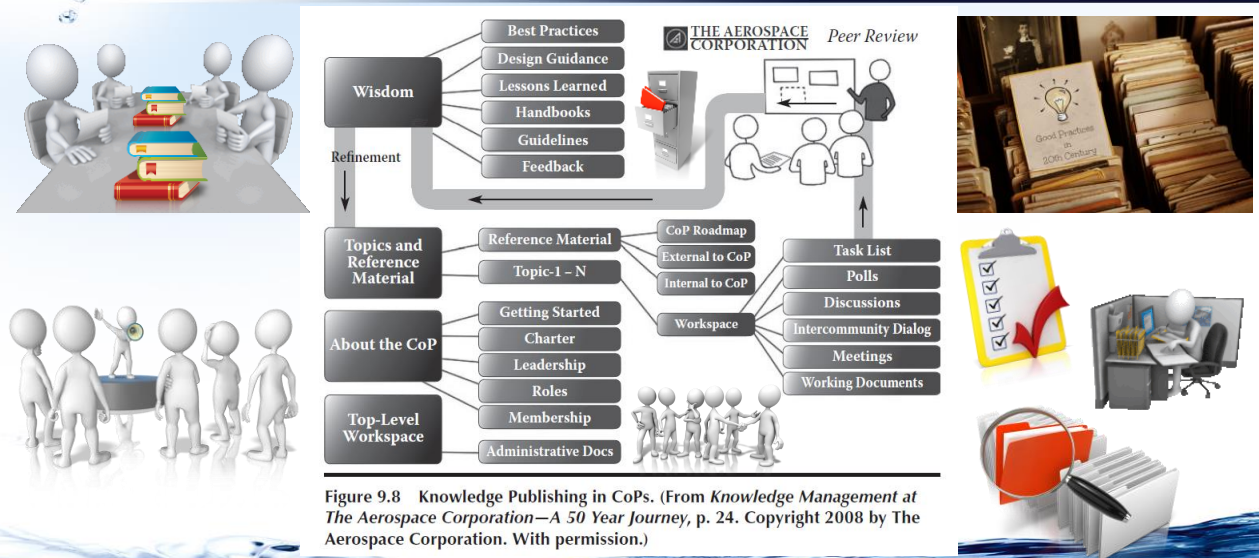 THE AEROSPACE
CORPORATION
Peer Review
Wisdom
Best Practices
Design Guidance
Lessons Learned
Handbooks
Guidelines
Feedback
Refinement
Good Practices
in
20th Century
Topics and
Reference
Material
Reference Material
Topic-1 – N
CoP Roadmap
External to CoP
Internal to CoP
Workspace
Task List
Polls
Discussions
Intercommunity Dialog
Meetings
Working Documents
About the CoP
Getting Started
Charter
Leadership
Roles
Membership
Top-Level
Workspace
Administrative Docs
Figure 9.8 Knowledge Publishing in CoPs. (From Knowledge Management at
The Aerospace Corporation—A 50 Year Journey, p. 24. Copyright 2008 by The
Aerospace Corporation. With permission.)